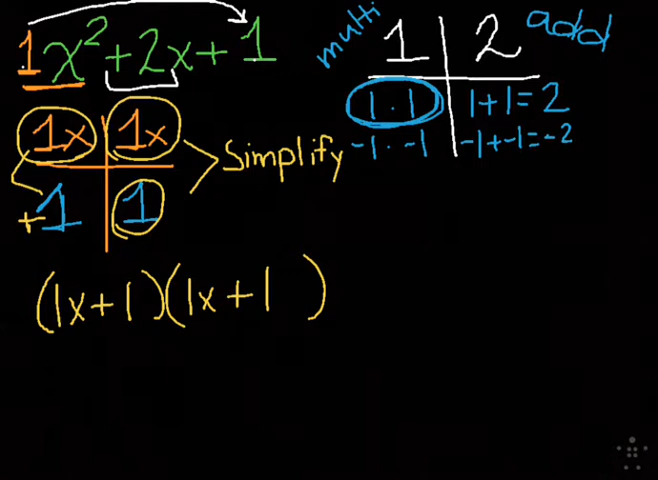 1x² + 2x + 1
multi 1 | 2 add
1 · 1 | 1 + 1 = 2
-1 · -1 | -1 + -1 = -2
1x | 1x
+1 | 1
Simplify
(1x + 1)(1x + 1)